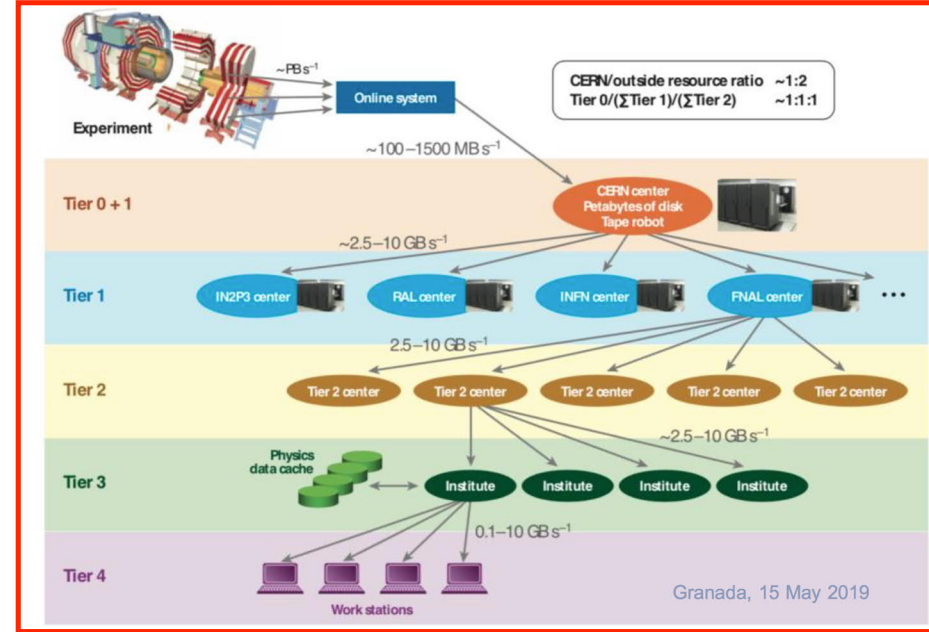 ~PB s⁻¹
Online system
CERN/outside resource ratio ~1:2
Tier 0/(∑Tier 1)/(∑Tier 2) ~1:1:1
Experiment
~100–1500 MB s⁻¹
Tier 0 + 1
CERN center
Petabytes of disk
Tape robot
~2.5–10 GB s⁻¹
Tier 1
IN2P3 center
RAL center
INFN center
FNAL center
...
2.5–10 GB s⁻¹
Tier 2
Tier 2 center
Tier 2 center
Tier 2 center
Tier 2 center
Tier 2 center
~2.5–10 GB s⁻¹
Physics
data cache
Tier 3
Institute
Institute
Institute
Institute
0.1–10 GB s⁻¹
Tier 4
Work stations
Granada, 15 May 2019